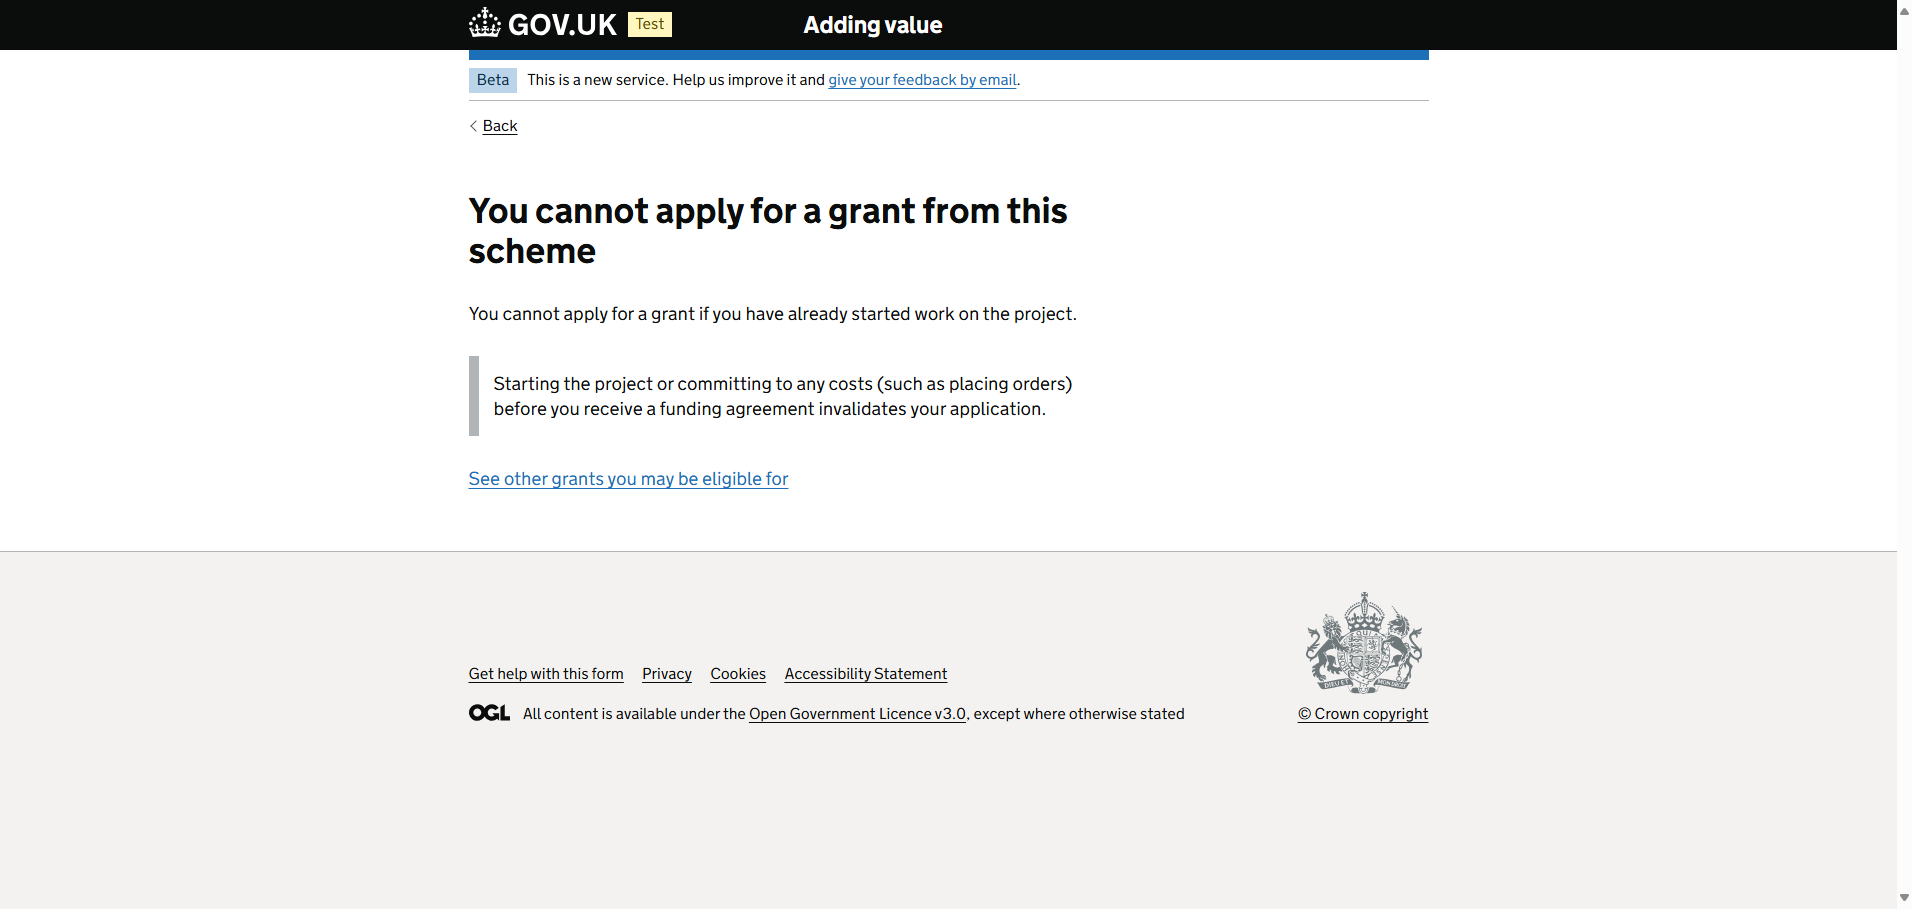 GOV.UK Test Adding value
Beta This is a new service. Help us improve it and give your feedback by email.
Back
You cannot apply for a grant from this
scheme
You cannot apply for a grant if you have already started work on the project.
Starting the project or committing to any costs (such as placing orders)
before you receive a funding agreement invalidates your application.
See other grants you may be eligible for
Get help with this form Privacy Cookies Accessibility Statement
OGL All content is available under the Open Government Licence v3.0, except where otherwise stated
© Crown copyright